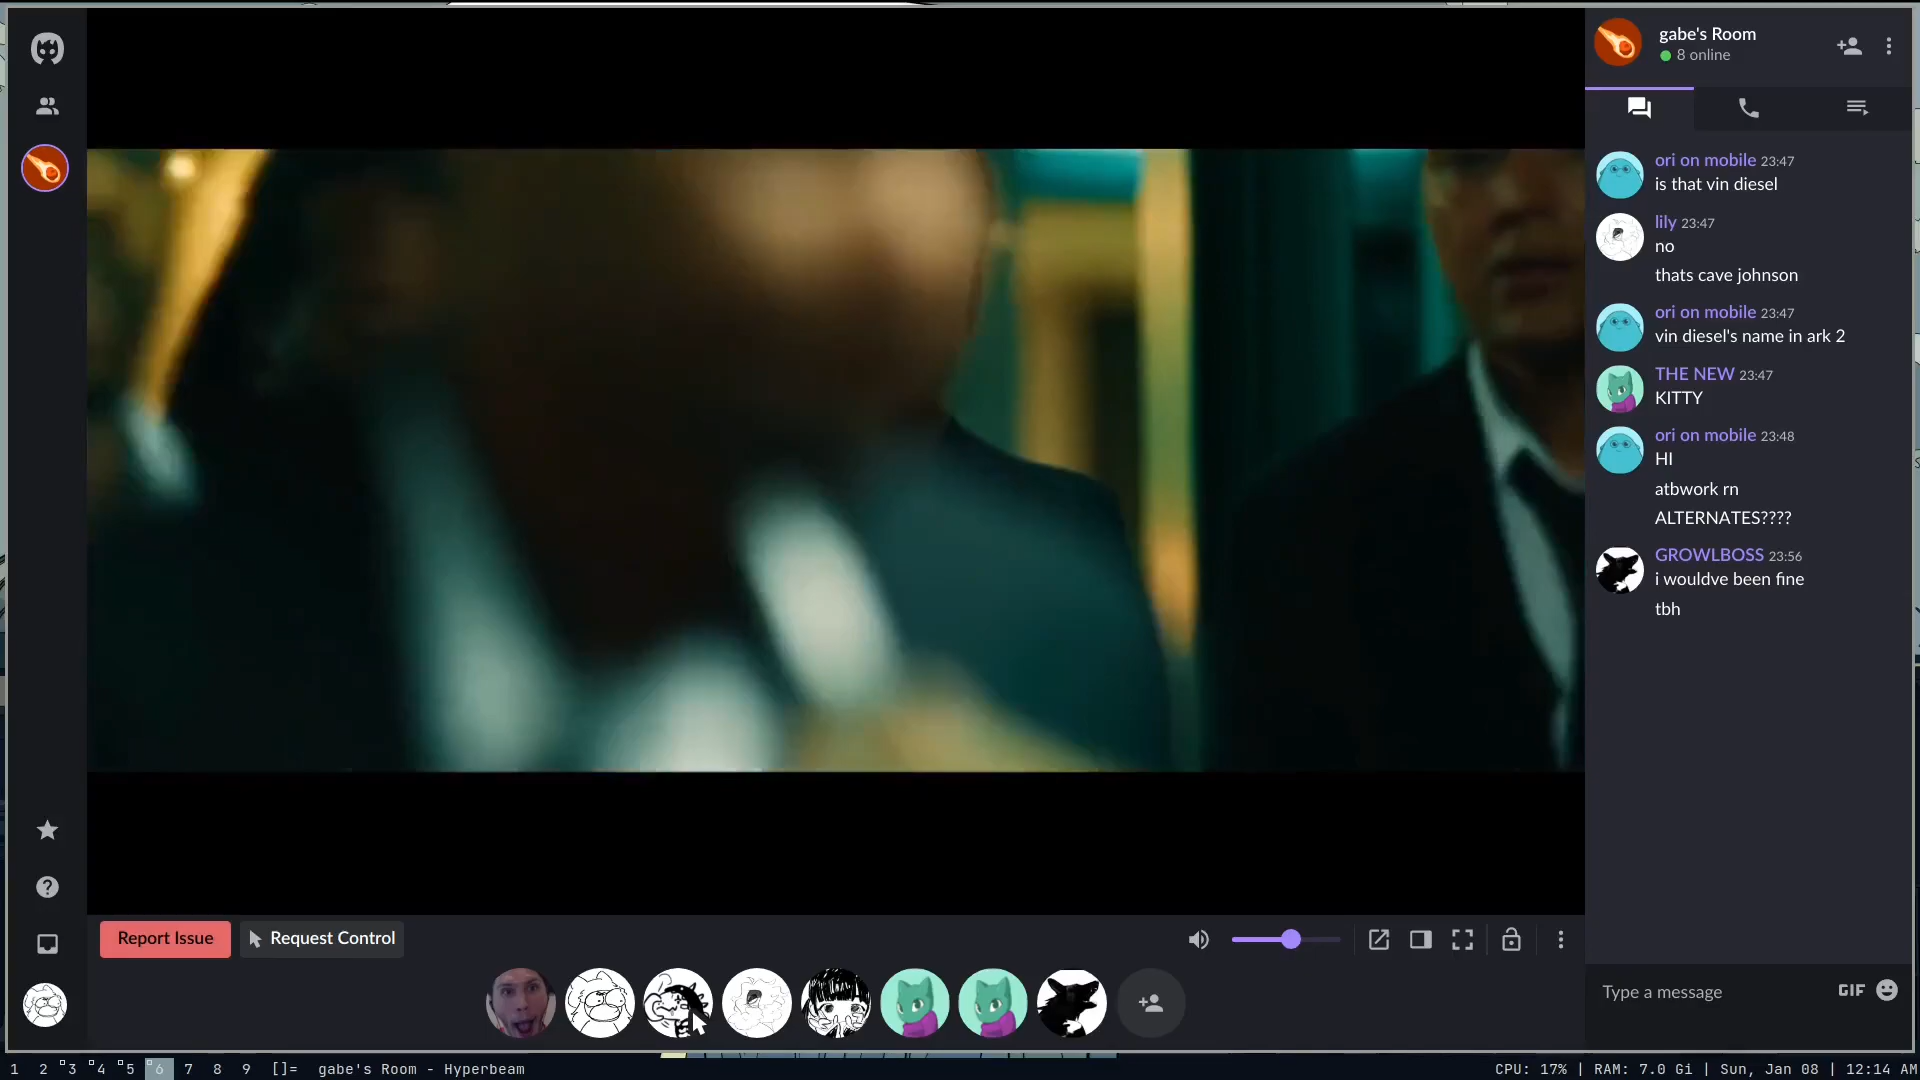 gabe's Room
8 online
ori on mobile 23:47
is that vin diesel
lily 23:47
no
thats cave johnson
ori on mobile 23:47
vin diesel's name in ark 2
THE NEW 23:47
KITTY
ori on mobile 23:48
HI
atbwork rn
ALTERNATES????
GROWLBOSS 23:56
i wouldve been fine
tbh
Report Issue
Request Control
Type a message
GIF
1 2 3 4 5 6 7 8 9 []= gabe's Room - Hyperbeam
CPU: 17% | RAM: 7.0 Gi | Sun, Jan 08 | 12:14 AM